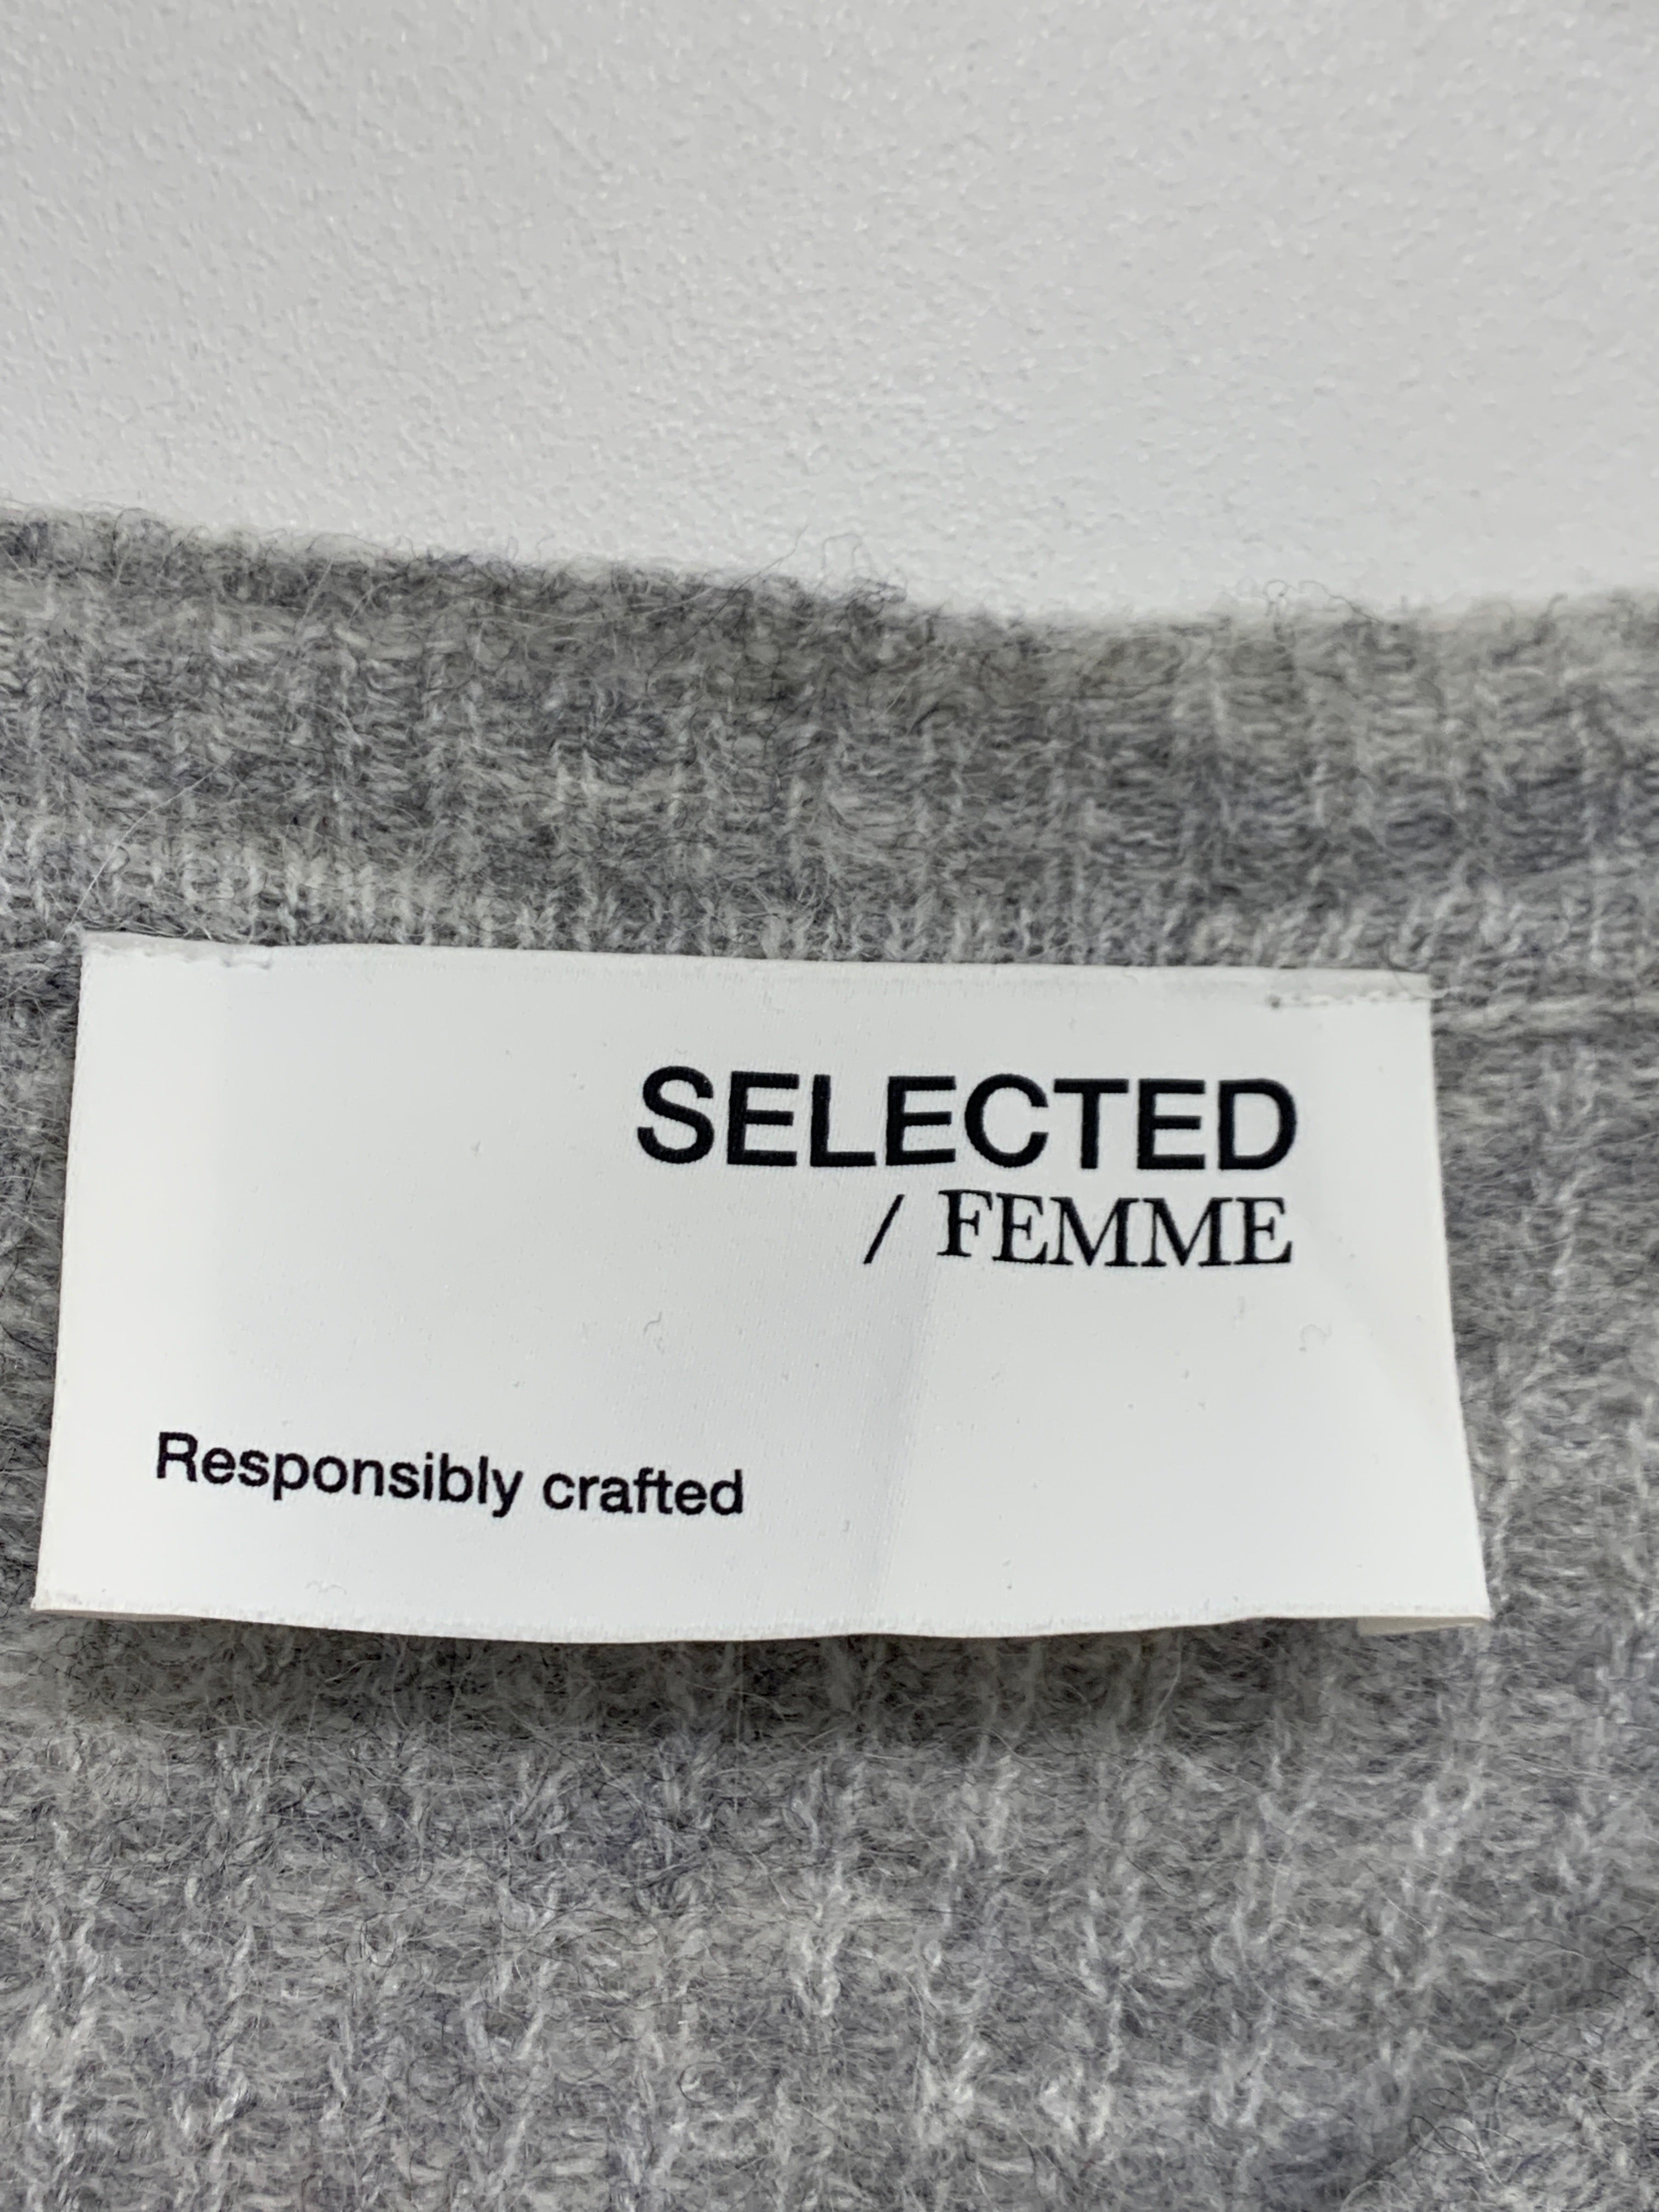 SELECTED
/ FEMME
Responsibly crafted